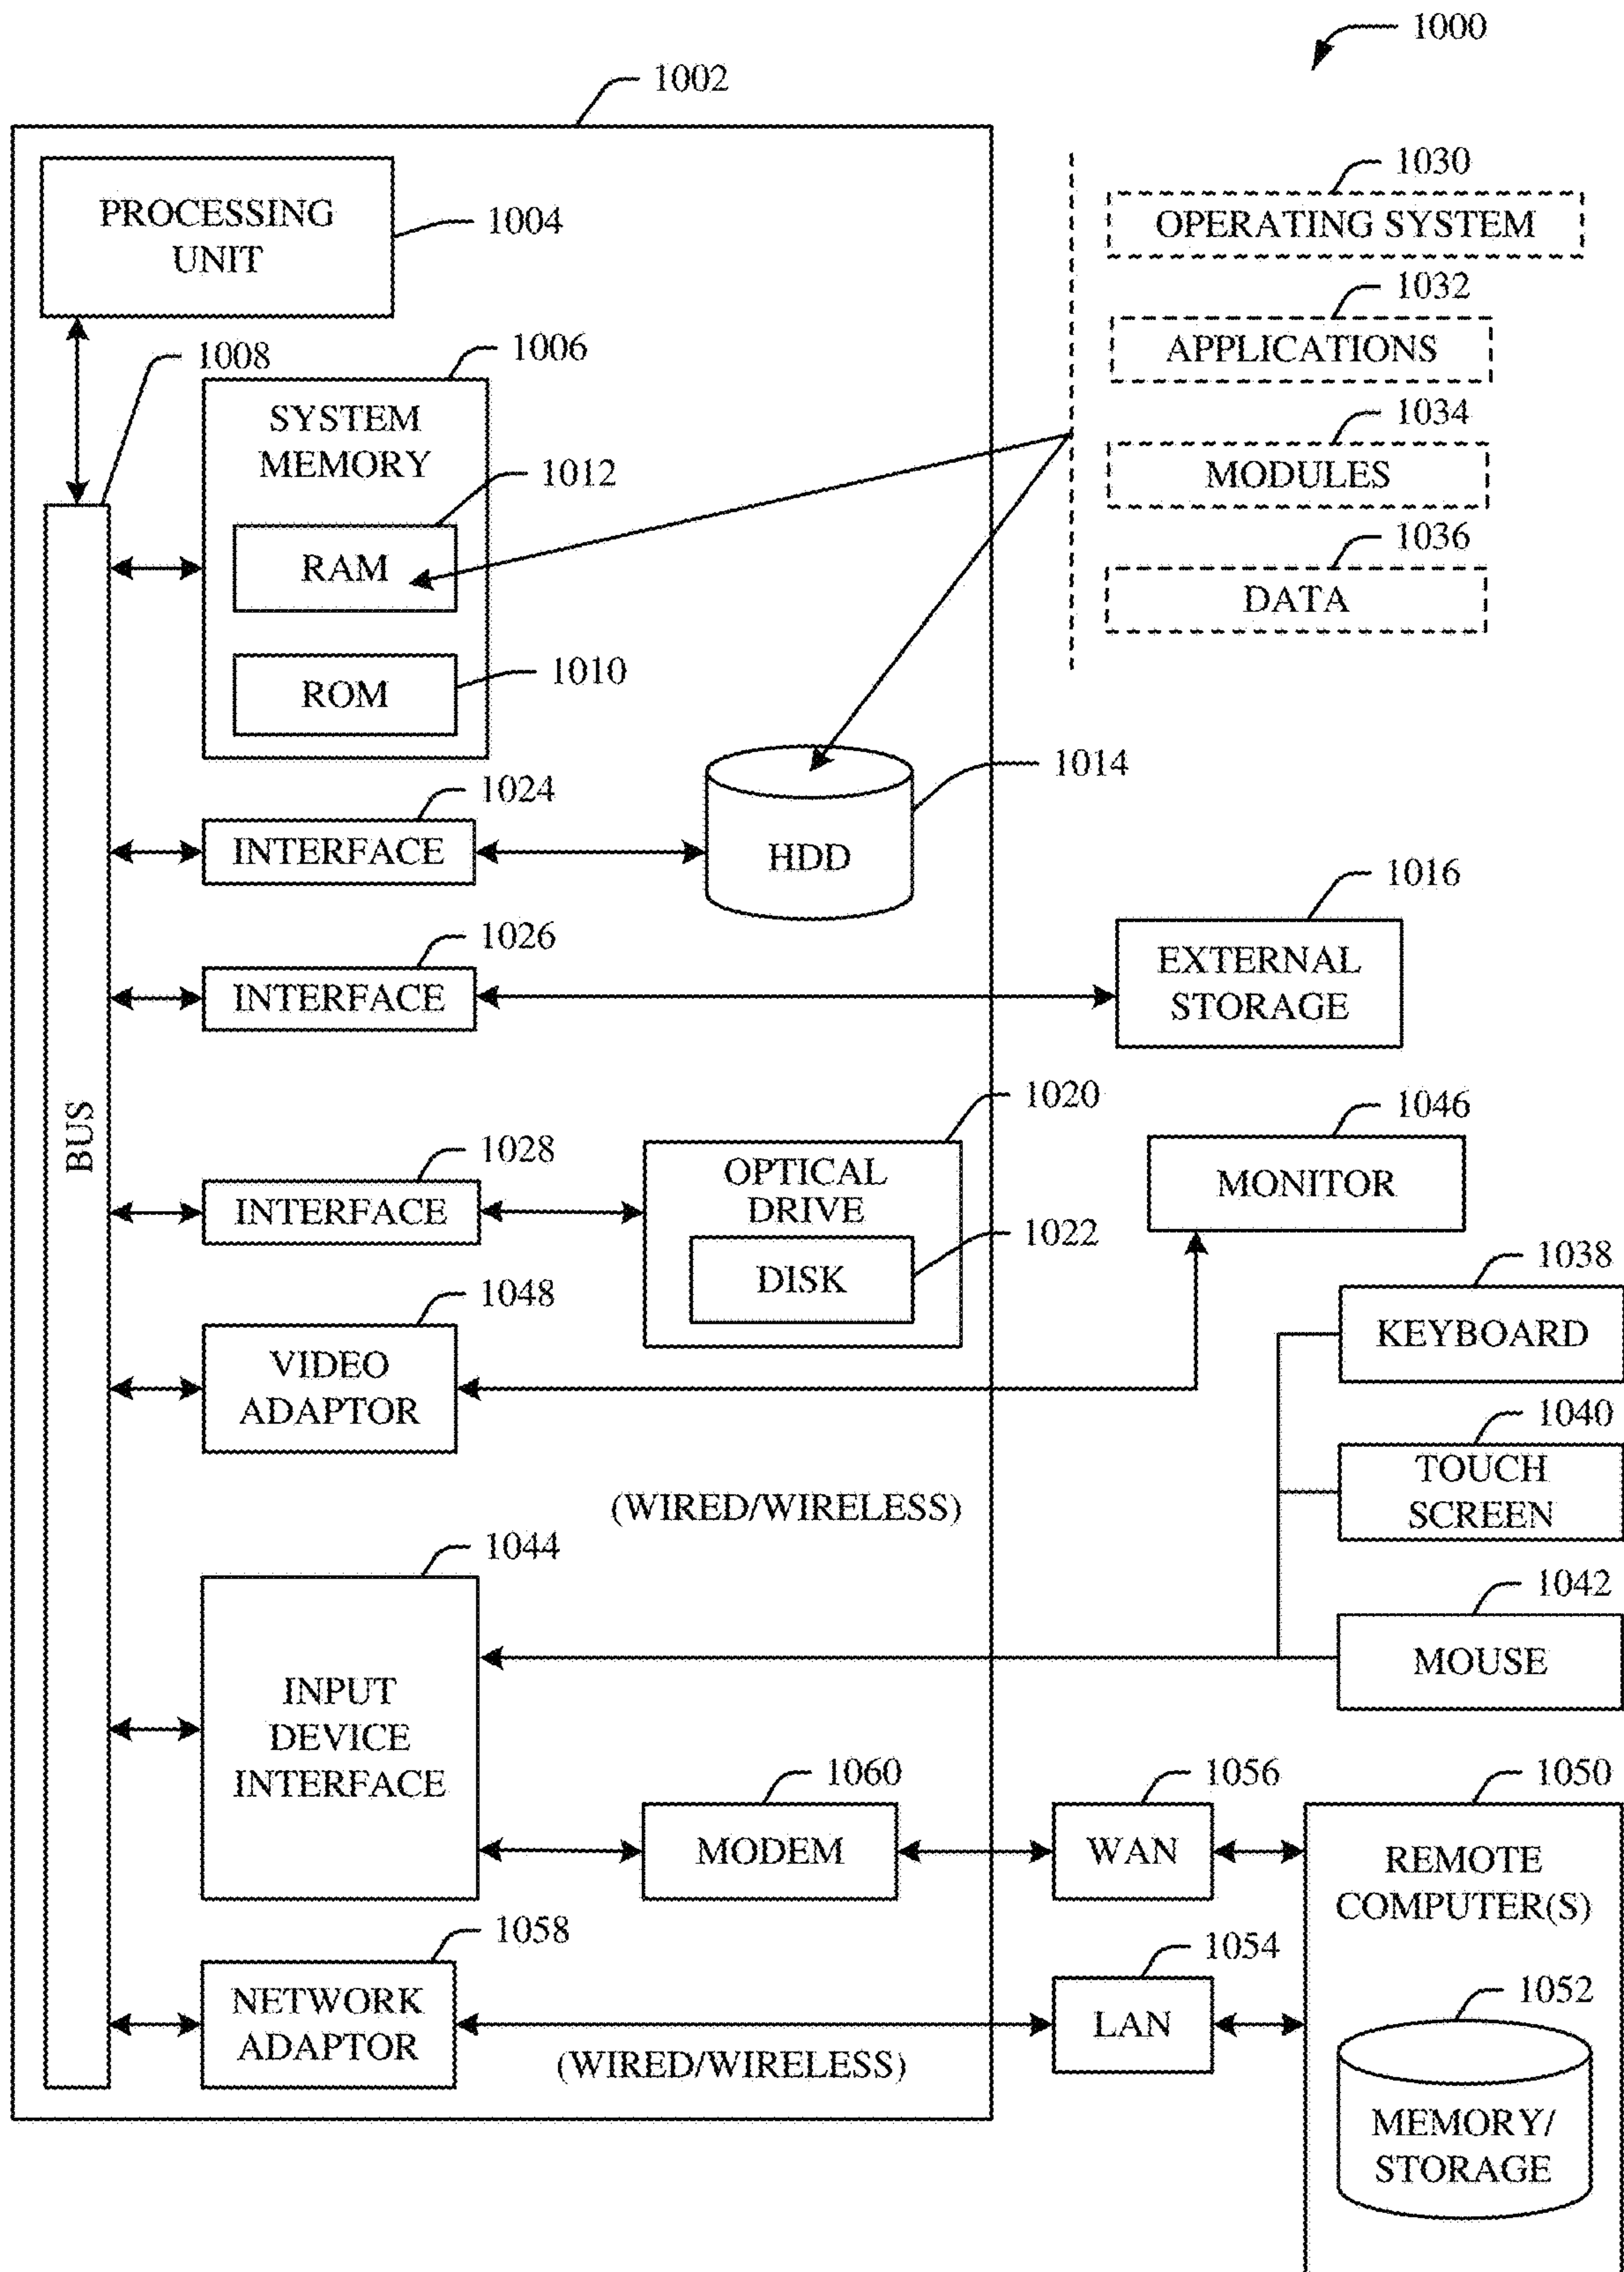 1000
1002
PROCESSING
UNIT
1004
1030
OPERATING SYSTEM
1032
APPLICATIONS
1034
MODULES
1036
DATA
1008
1006
SYSTEM
MEMORY
1012
RAM
1010
ROM
1014
HDD
1024
INTERFACE
1016
EXTERNAL
STORAGE
1026
INTERFACE
BUS
1020
OPTICAL
DRIVE
1022
DISK
1028
INTERFACE
1046
MONITOR
1048
VIDEO
ADAPTOR
1038
KEYBOARD
1040
TOUCH
SCREEN
(WIRED/WIRELESS)
1042
MOUSE
1044
INPUT
DEVICE
INTERFACE
1060
MODEM
1056
WAN
1050
REMOTE
COMPUTER(S)
1058
NETWORK
ADAPTOR
(WIRED/WIRELESS)
1054
LAN
1052
MEMORY/
STORAGE